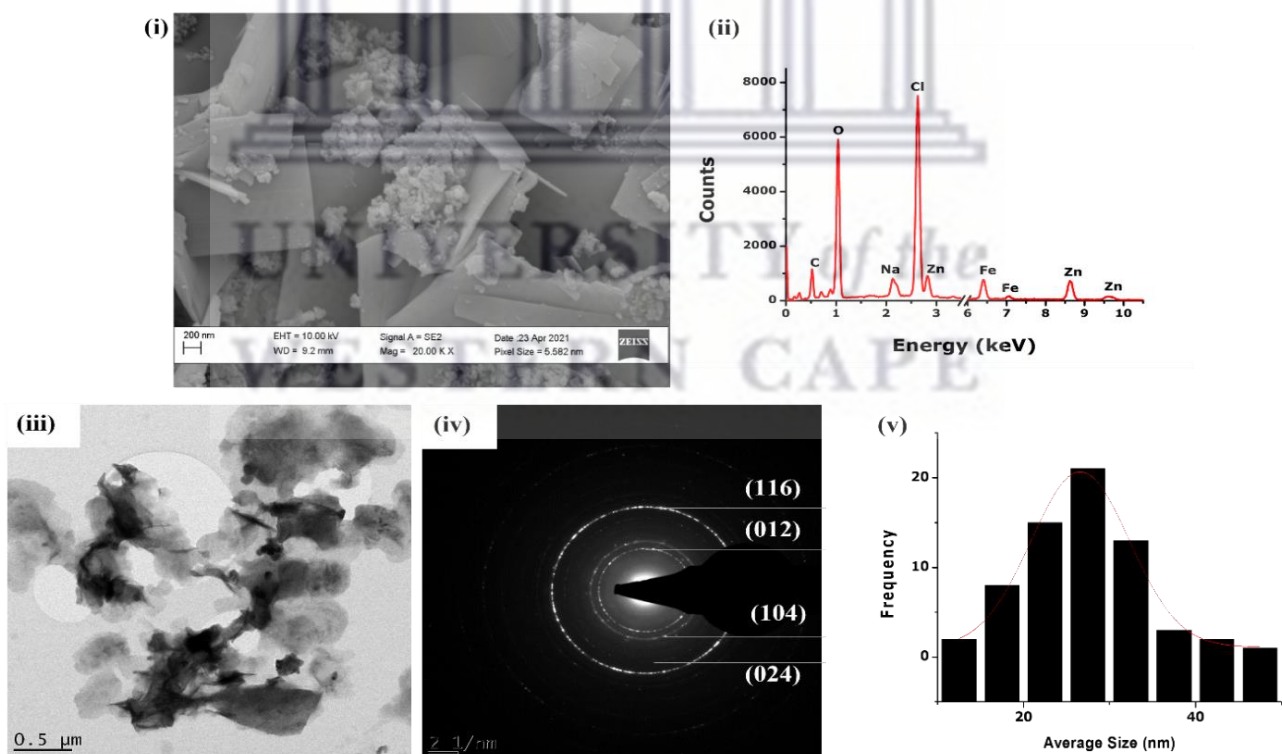 (i)
200 nm
EHT = 10.00 kV
WD = 9.2 mm
Signal A = SE2
Mag = 20.00 K X
Date :23 Apr 2021
Pixel Size = 5.582 nm
ZEISS
(ii)
Counts
8000
6000
4000
2000
0
C
O
Na
Cl
Zn
Fe
Fe
Zn
Zn
0 1 2 3 6 7 8 9 10
Energy (keV)
UNIVERSITY of the
WESTERN CAPE
(iii)
0.5 µm
(iv)
(116)
(012)
(104)
(024)
2 1/nm
(v)
Frequency
20
10
0
20 40
Average Size (nm)